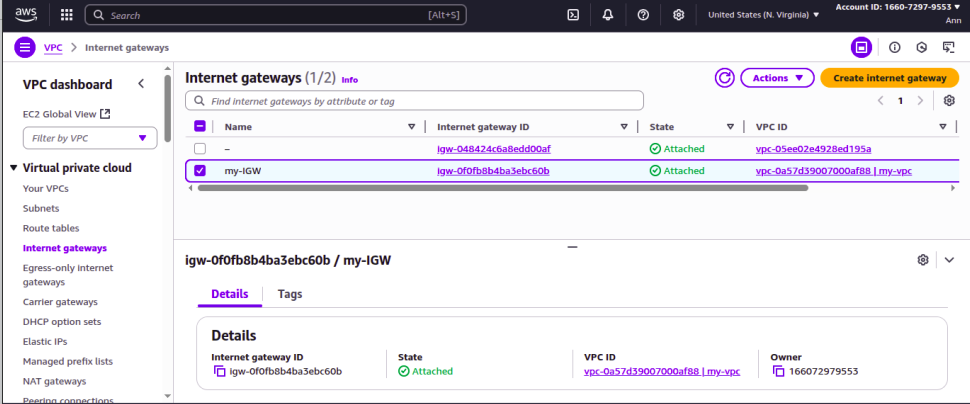 aws
Search
[Alt+S]
United States (N. Virginia)
Account ID: 1660-7297-9553
Ann
VPC > Internet gateways
VPC dashboard
EC2 Global View
Filter by VPC
Virtual private cloud
Your VPCs
Subnets
Route tables
Internet gateways
Egress-only internet
gateways
Carrier gateways
DHCP option sets
Elastic IPs
Managed prefix lists
NAT gateways
Peering connections
Internet gateways (1/2) Info
Actions
Create internet gateway
Find internet gateways by attribute or tag
1
Name Internet gateway ID State VPC ID
– igw-048424c6a8edd00af Attached vpc-05ee02e4928ed195a
my-IGW igw-0f0fb8b4ba3ebc60b Attached vpc-0a57d39007000af88 | my-vpc
igw-0f0fb8b4ba3ebc60b / my-IGW
Details Tags
Details
Internet gateway ID State VPC ID Owner
igw-0f0fb8b4ba3ebc60b Attached vpc-0a57d39007000af88 | my-vpc 166072979553